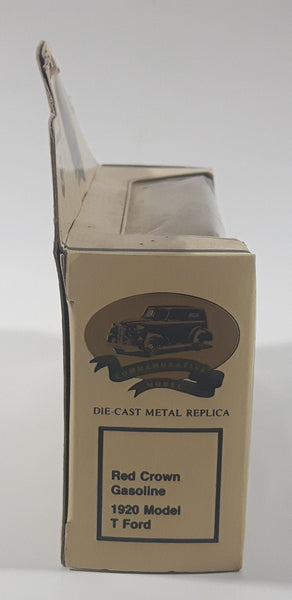 COMMEMORATIVE
MODEL
DIE-CAST METAL REPLICA
Red Crown
Gasoline
1920 Model
T Ford